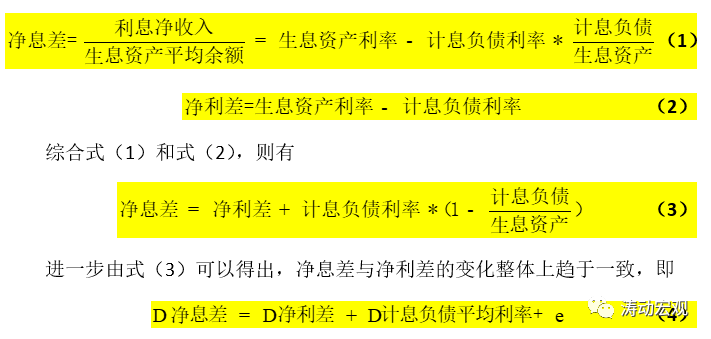 净息差= 利息净收入/生息资产平均余额 = 生息资产利率 - 计息负债利率 * 计息负债/生息资产 (1)
净利差=生息资产利率 - 计息负债利率 (2)
综合式（1）和式（2），则有
净息差 = 净利差 + 计息负债利率 *(1 - 计息负债/生息资产) (3)
进一步由式（3）可以得出，净息差与净利差的变化整体上趋于一致，即
D 净息差 = D净利差 + D计息负债平均利率+ e (4)
涛动宏观